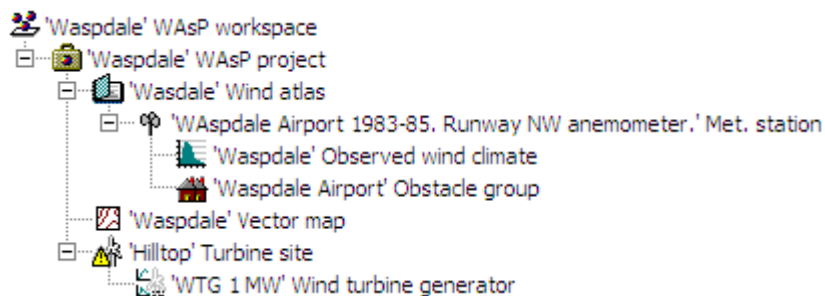 'Waspdale' WAsP workspace
'Waspdale' WAsP project
'Wasdale' Wind atlas
'WAspdale Airport 1983-85. Runway NW anemometer.' Met. station
'Waspdale' Observed wind climate
'Waspdale Airport' Obstacle group
'Waspdale' Vector map
'Hilltop' Turbine site
'WTG 1 MW' Wind turbine generator